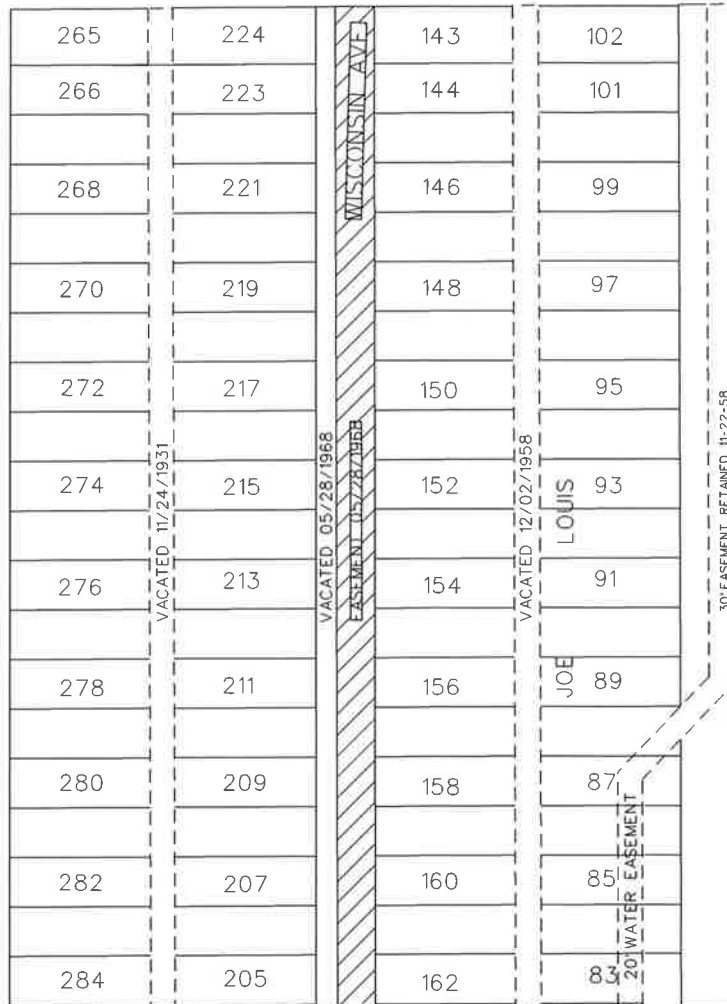 265 224 143 102
266 223 144 101
268 221 146 99
270 219 148 97
272 217 150 95
274 215 152 93
276 213 154 91
278 211 156 89
280 209 158 87
282 207 160 85
284 205 162 83
VACATED 11/24/1931
VACATED 05/28/1968
WISCONSIN AVE
EASEMENT 05/28/1968
VACATED 12/02/1958
JOE LOUIS
20' WATER EASEMENT
30' EASEMENT RETAINED 11-22-58